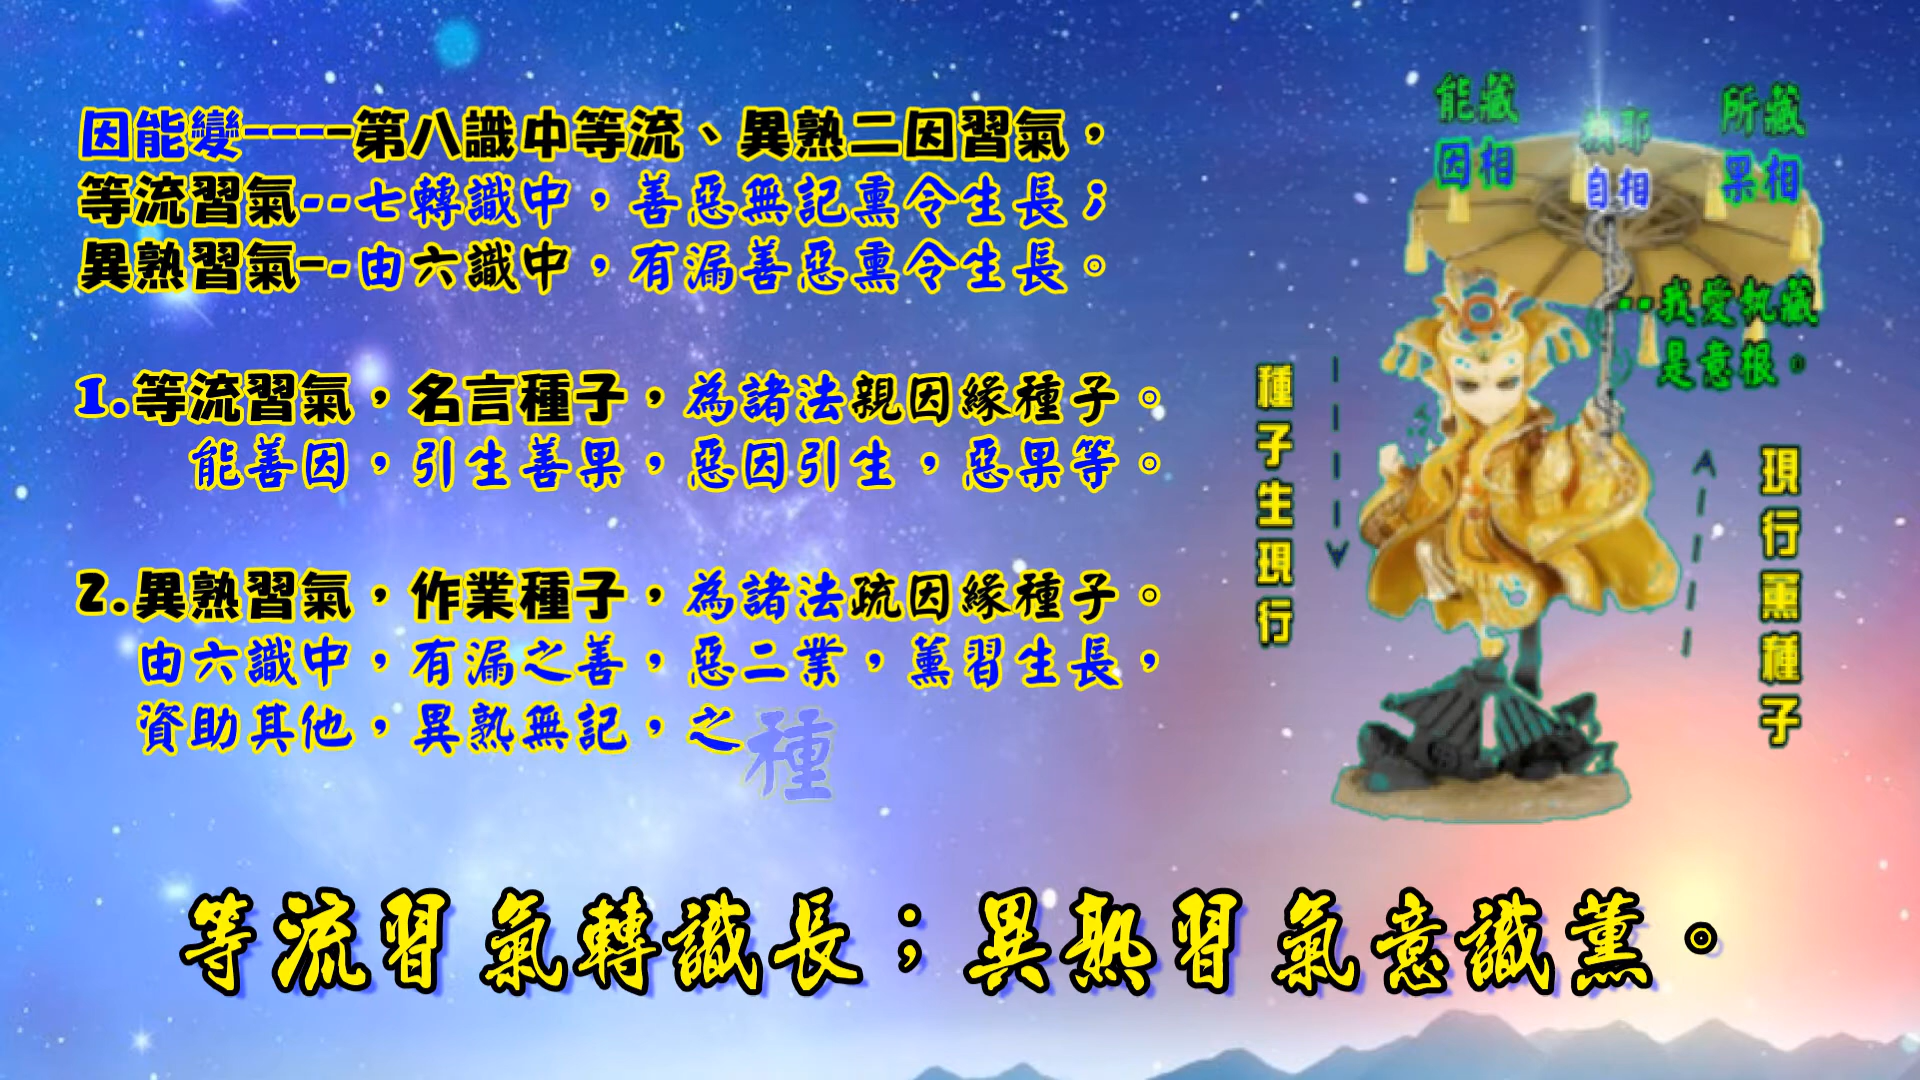 因能變----第八識中等流、異熟二因習氣，
等流習氣--七轉識中，善惡無記熏令生長；
異熟習氣--由六識中，有漏善惡熏令生長。
1.等流習氣，名言種子，為諸法親因緣種子。
能善因，引生善果，惡因引生，惡果等。
2.異熟習氣，作業種子，為諸法疏因緣種子。
由六識中，有漏之善，惡二業，薰習生長，
資助其他，異熟無記，之種
能藏
因相
賴耶
自相
所藏
果相
--我愛執藏
是意根。
種子生現行
現行熏種子
等流習氣轉識長；異熟習氣意識薰。